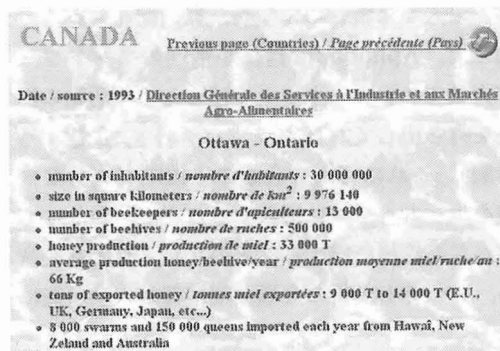 CANADA
Previous page (Countries) / Page précédente (Pays)
Date / source : 1993 / Direction Générale des Services à l'Industrie et aux Marchés
Agro-Alimentaires
Ottawa - Ontario
• number of inhabitants / nombre d'habitants : 30 000 000
• size in square kilometers / nombre de km² : 9 976 140
• number of beekeepers / nombre d'apiculteurs : 13 000
• number of beehives / nombre de ruches : 500 000
• honey production / production de miel : 33 000 T
• average production honey/beehive/year / production moyenne miel/ruche/an :
66 Kg
• tons of exported honey / tonnes miel exportées : 9 000 T to 14 000 T (E.U.,
UK, Germany, Japan, etc...)
• 8 000 swarms and 150 000 queens imported each year from Hawaî, New
Zeland and Australia